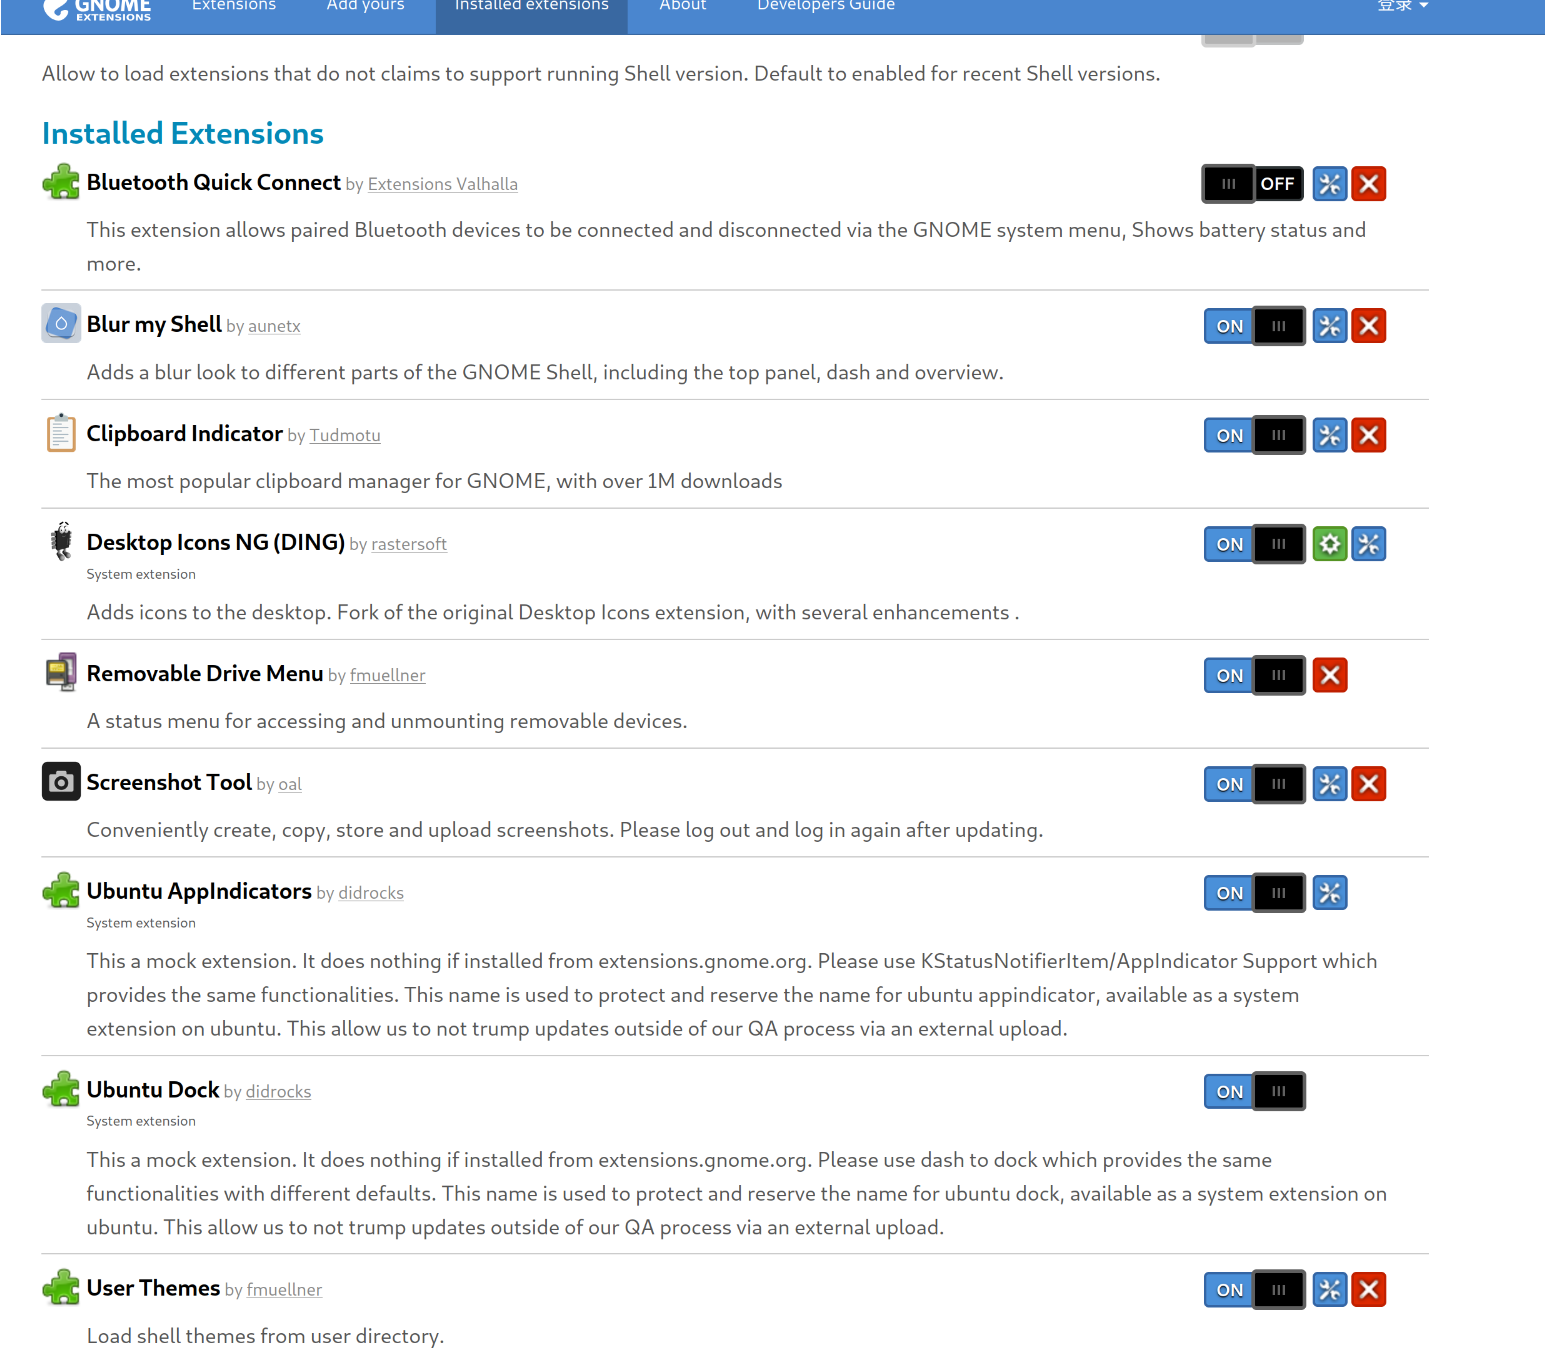 GNOME
EXTENSIONS
Extensions Add yours Installed extensions About Developers Guide 登录
Allow to load extensions that do not claims to support running Shell version. Default to enabled for recent Shell versions.
Installed Extensions
Bluetooth Quick Connect by Extensions Valhalla OFF
This extension allows paired Bluetooth devices to be connected and disconnected via the GNOME system menu, Shows battery status and
more.
Blur my Shell by aunetx ON
Adds a blur look to different parts of the GNOME Shell, including the top panel, dash and overview.
Clipboard Indicator by Tudmotu ON
The most popular clipboard manager for GNOME, with over 1M downloads
Desktop Icons NG (DING) by rastersoft ON
System extension
Adds icons to the desktop. Fork of the original Desktop Icons extension, with several enhancements .
Removable Drive Menu by fmuellner ON
A status menu for accessing and unmounting removable devices.
Screenshot Tool by oal ON
Conveniently create, copy, store and upload screenshots. Please log out and log in again after updating.
Ubuntu AppIndicators by didrocks ON
System extension
This a mock extension. It does nothing if installed from extensions.gnome.org. Please use KStatusNotifierItem/AppIndicator Support which
provides the same functionalities. This name is used to protect and reserve the name for ubuntu appindicator, available as a system
extension on ubuntu. This allow us to not trump updates outside of our QA process via an external upload.
Ubuntu Dock by didrocks ON
System extension
This a mock extension. It does nothing if installed from extensions.gnome.org. Please use dash to dock which provides the same
functionalities with different defaults. This name is used to protect and reserve the name for ubuntu dock, available as a system extension on
ubuntu. This allow us to not trump updates outside of our QA process via an external upload.
User Themes by fmuellner ON
Load shell themes from user directory.